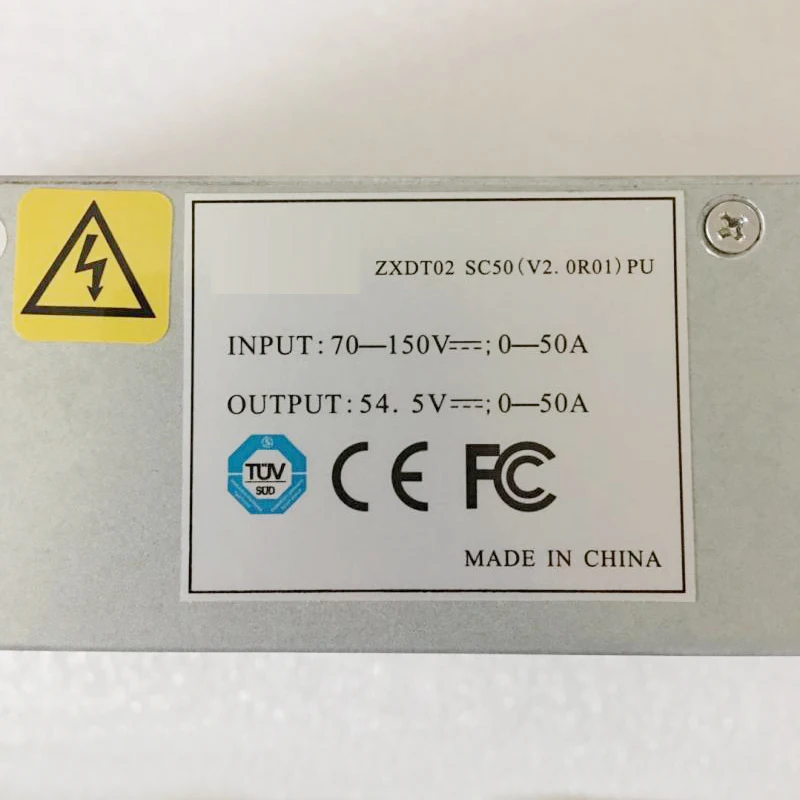 ZXDT02 SC50(V2.0R01)PU
INPUT:70—150V⎓;0—50A
OUTPUT:54.5V⎓;0—50A
TÜV
SÜD
CE FC
MADE IN CHINA